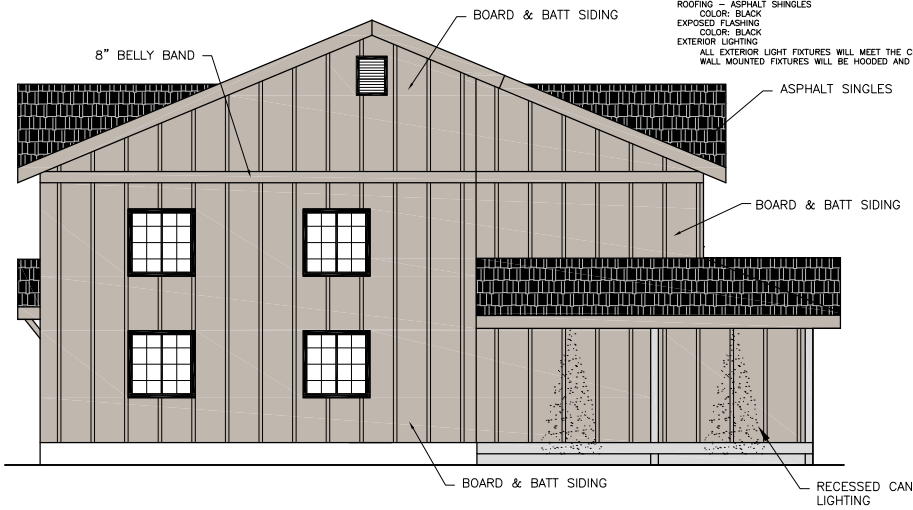 ROOFING - ASPHALT SHINGLES
COLOR: BLACK
EXPOSED FLASHING
COLOR: BLACK
EXTERIOR LIGHTING
ALL EXTERIOR LIGHT FIXTURES WILL MEET THE C
WALL MOUNTED FIXTURES WILL BE HOODED AND
BOARD & BATT SIDING
8" BELLY BAND
ASPHALT SINGLES
BOARD & BATT SIDING
BOARD & BATT SIDING
RECESSED CAN
LIGHTING